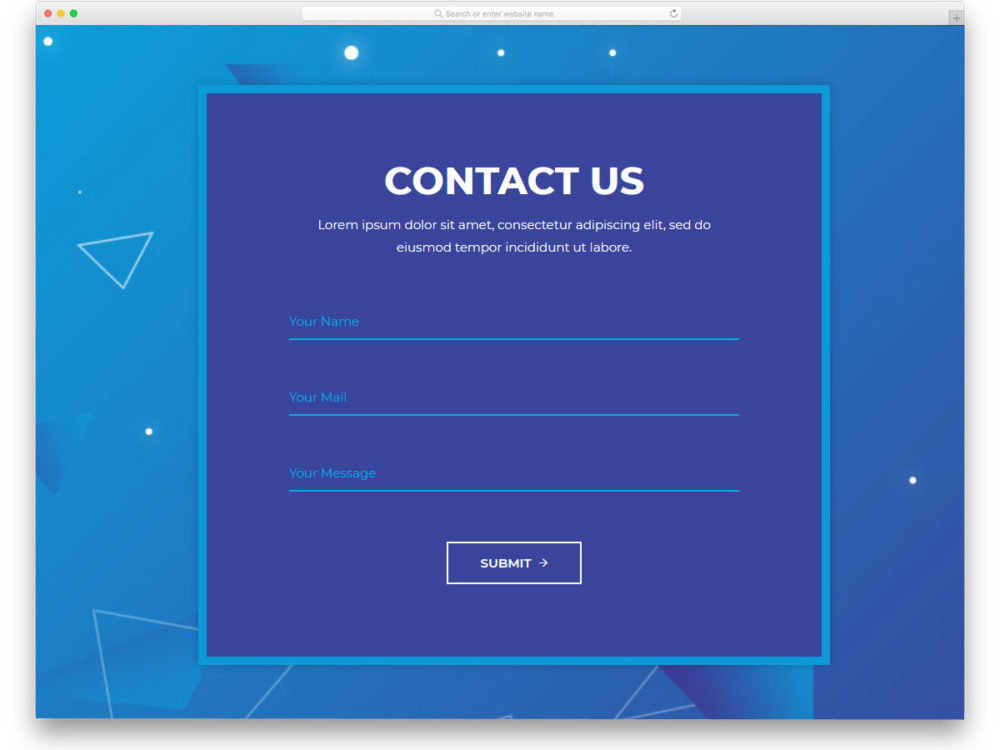 Search or enter website name
CONTACT US
Lorem ipsum dolor sit amet, consectetur adipiscing elit, sed do
eiusmod tempor incididunt ut labore.
Your Name
Your Mail
Your Message
SUBMIT →